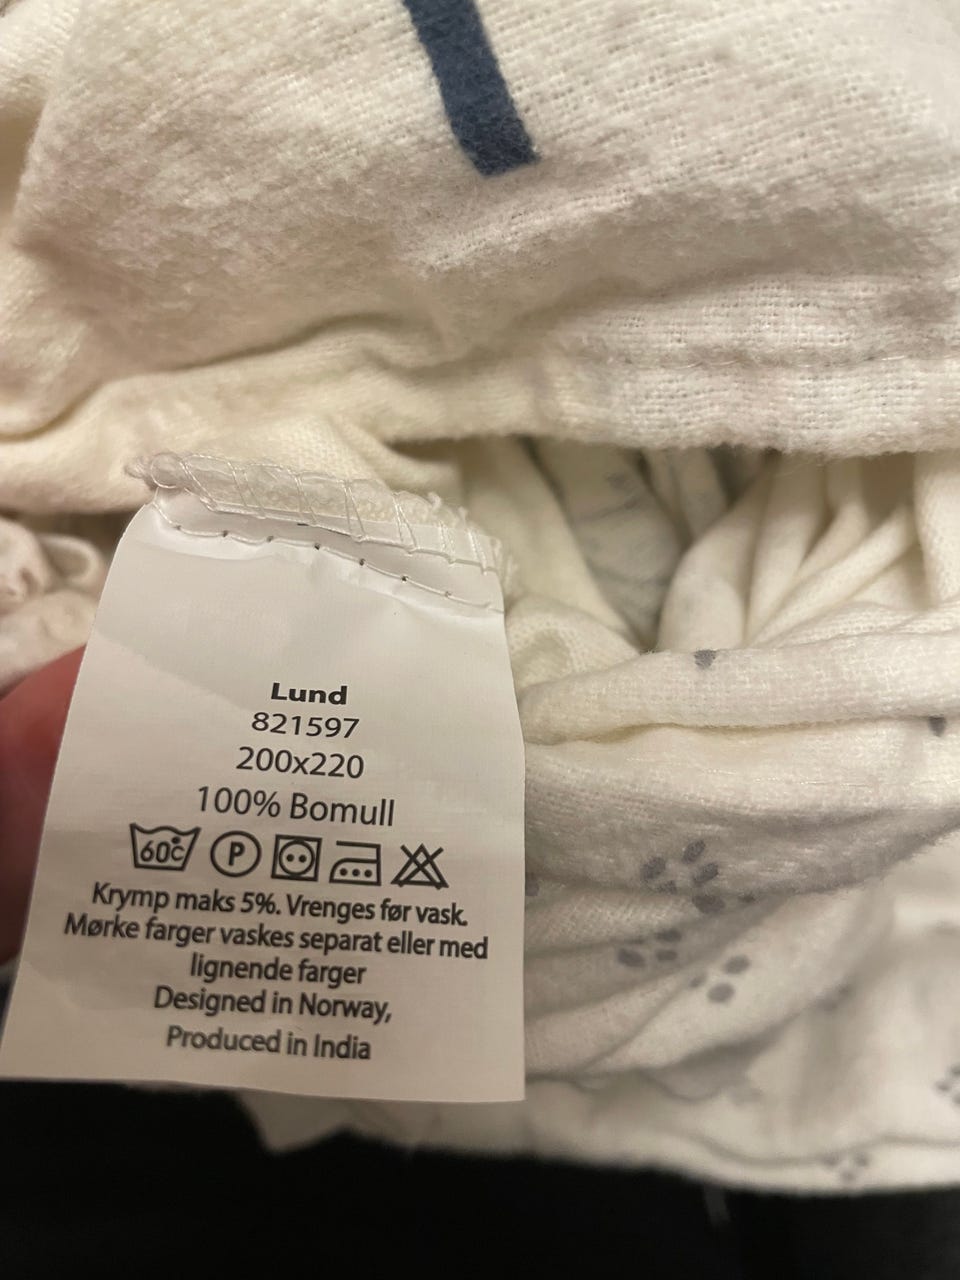 Lund
821597
200x220
100% Bomull
60c P
Krymp maks 5%. Vrenges før vask.
Mørke farger vaskes separat eller med
lignende farger
Designed in Norway,
Produced in India